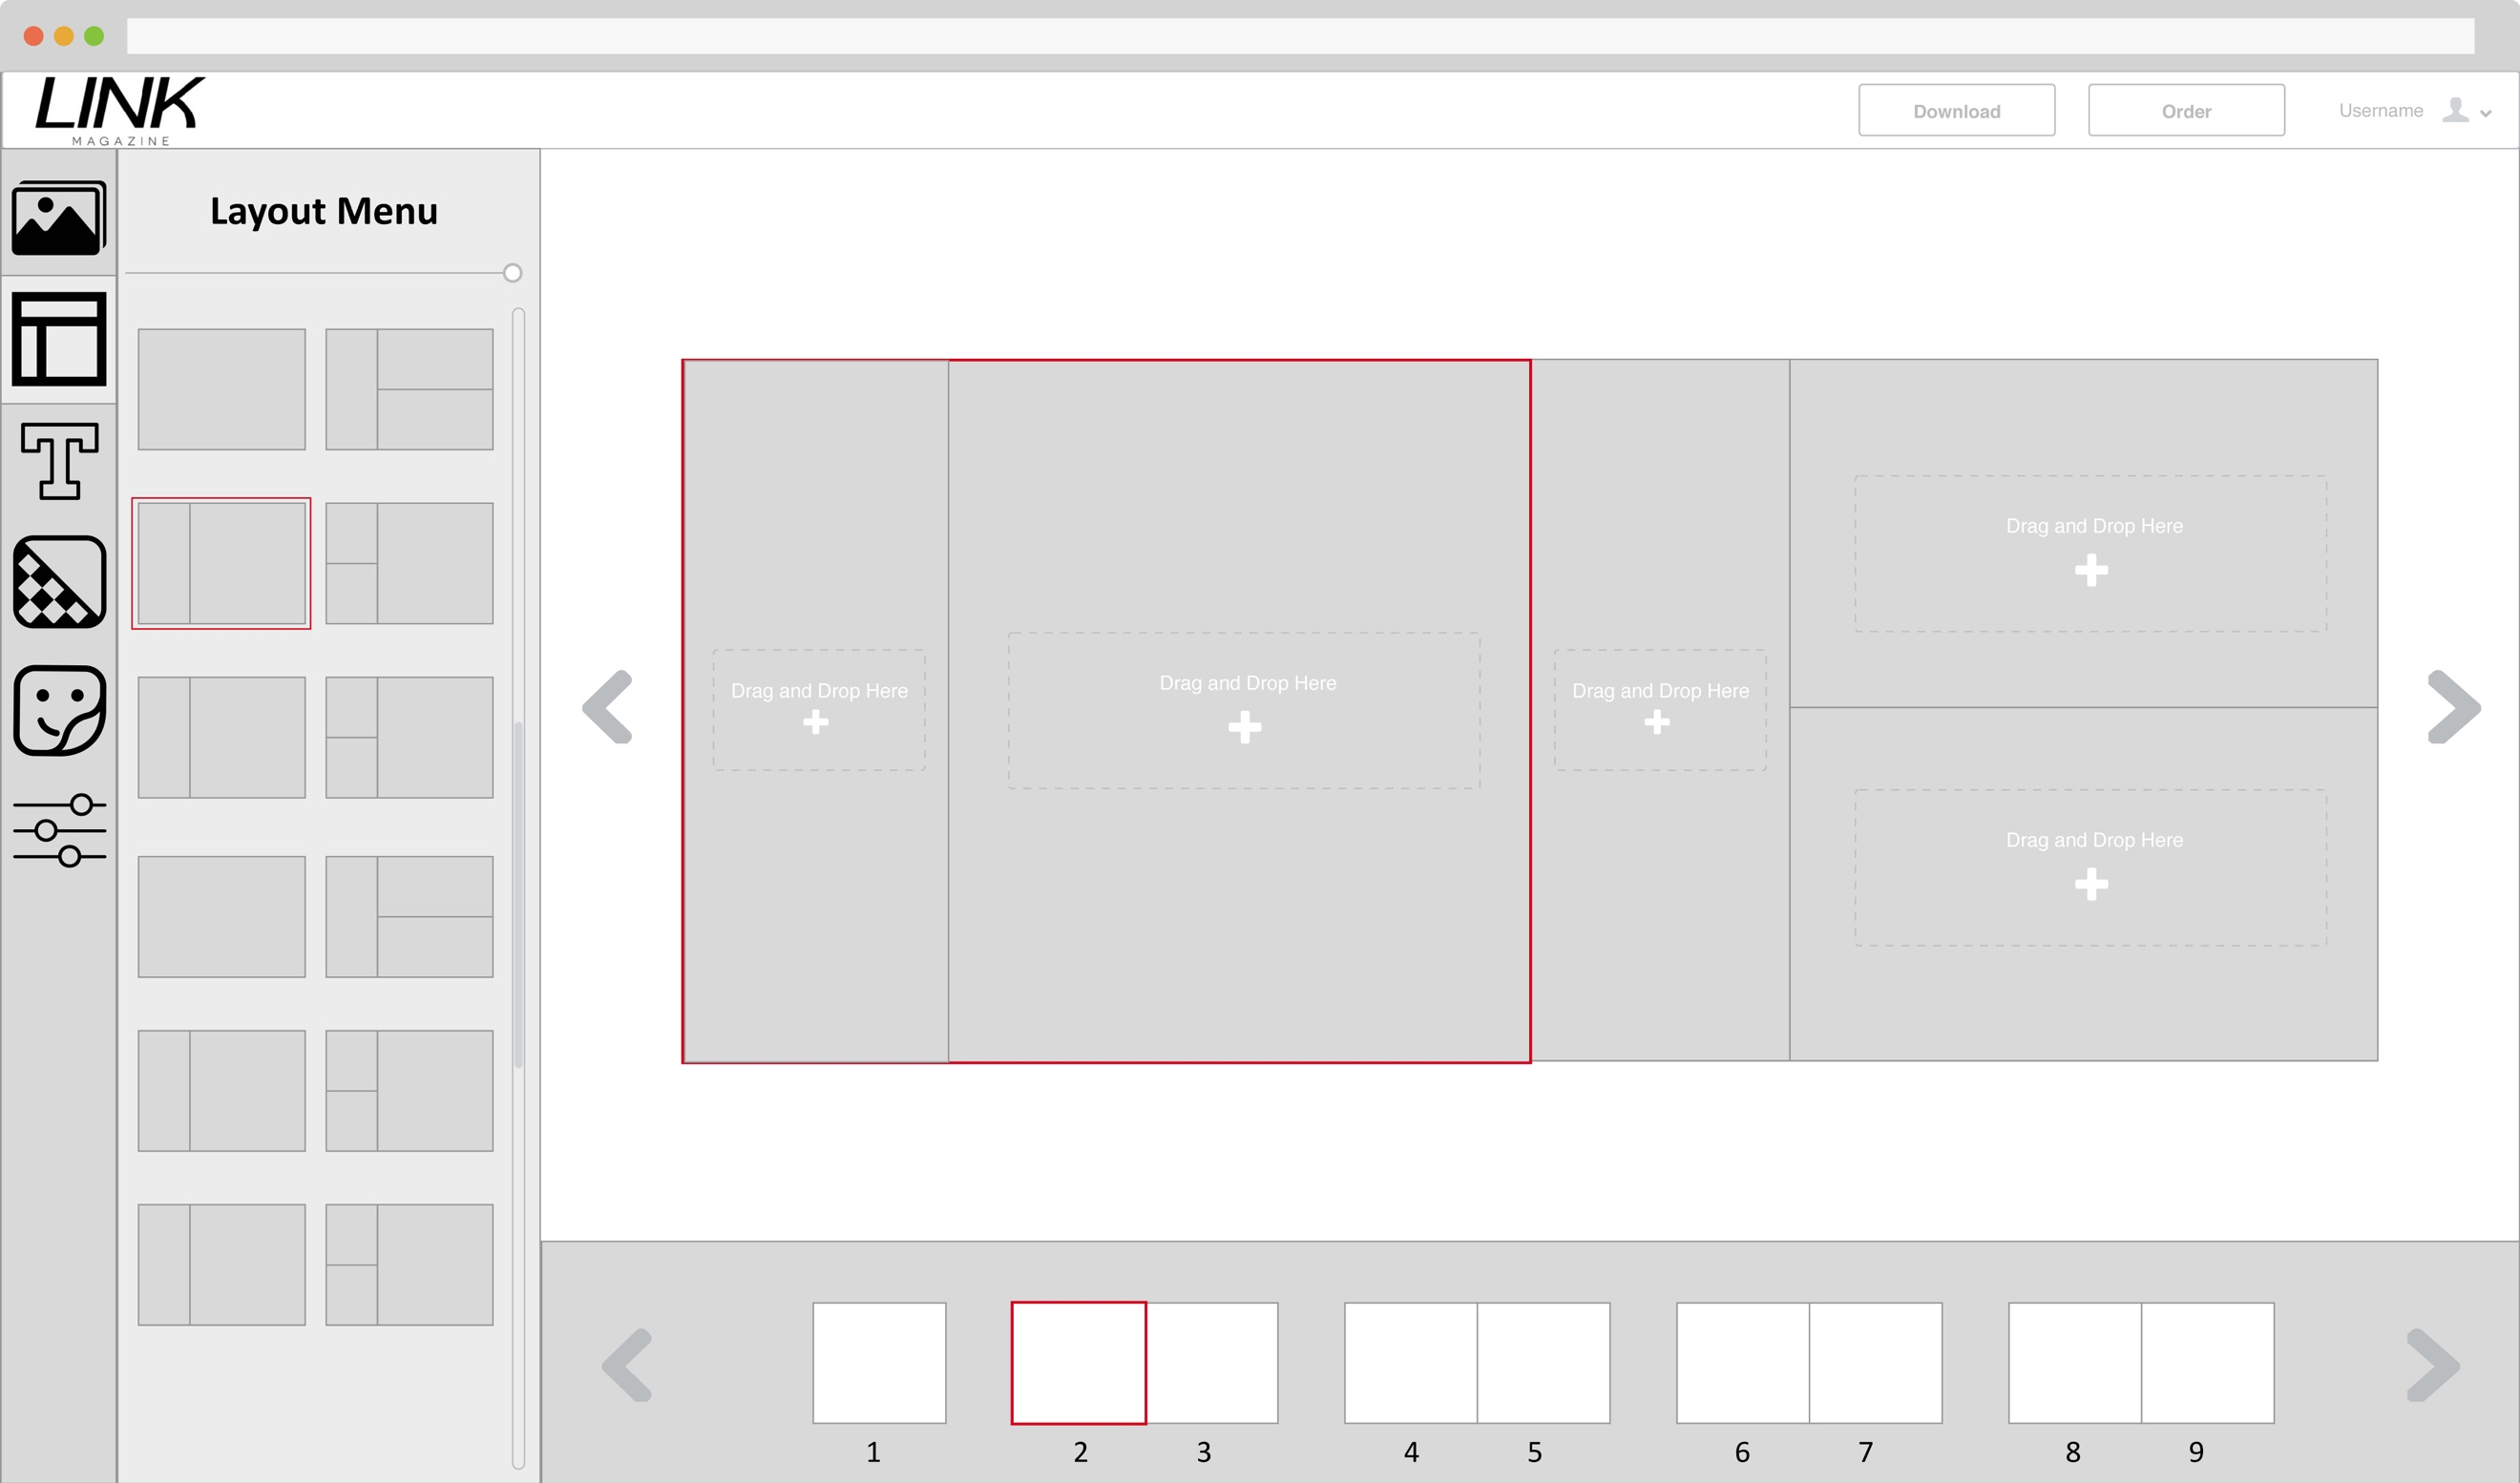 LINK
MAGAZINE
Download
Order
Username
Layout Menu
Drag and Drop Here
Drag and Drop Here
Drag and Drop Here
Drag and Drop Here
Drag and Drop Here
1
2
3
4
5
6
7
8
9